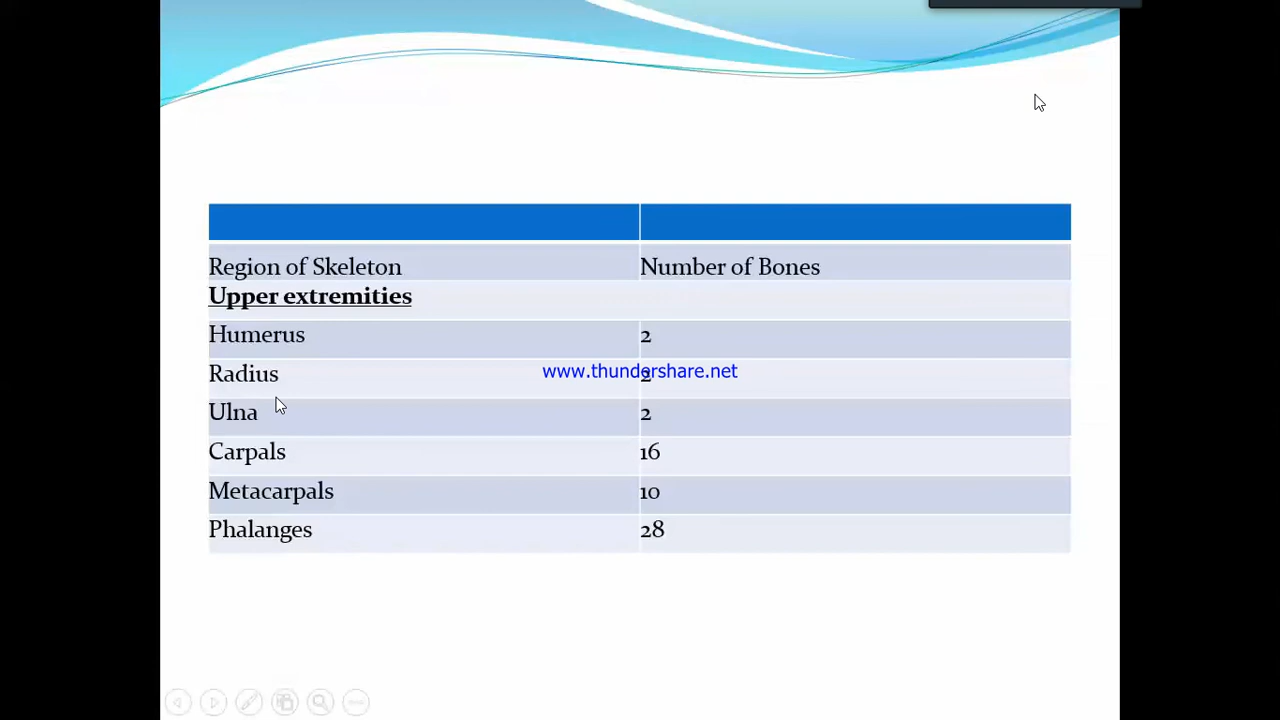 Region of Skeleton Number of Bones
Upper extremities
Humerus 2
Radius 2
www.thundershare.net
Ulna 2
Carpals 16
Metacarpals 10
Phalanges 28